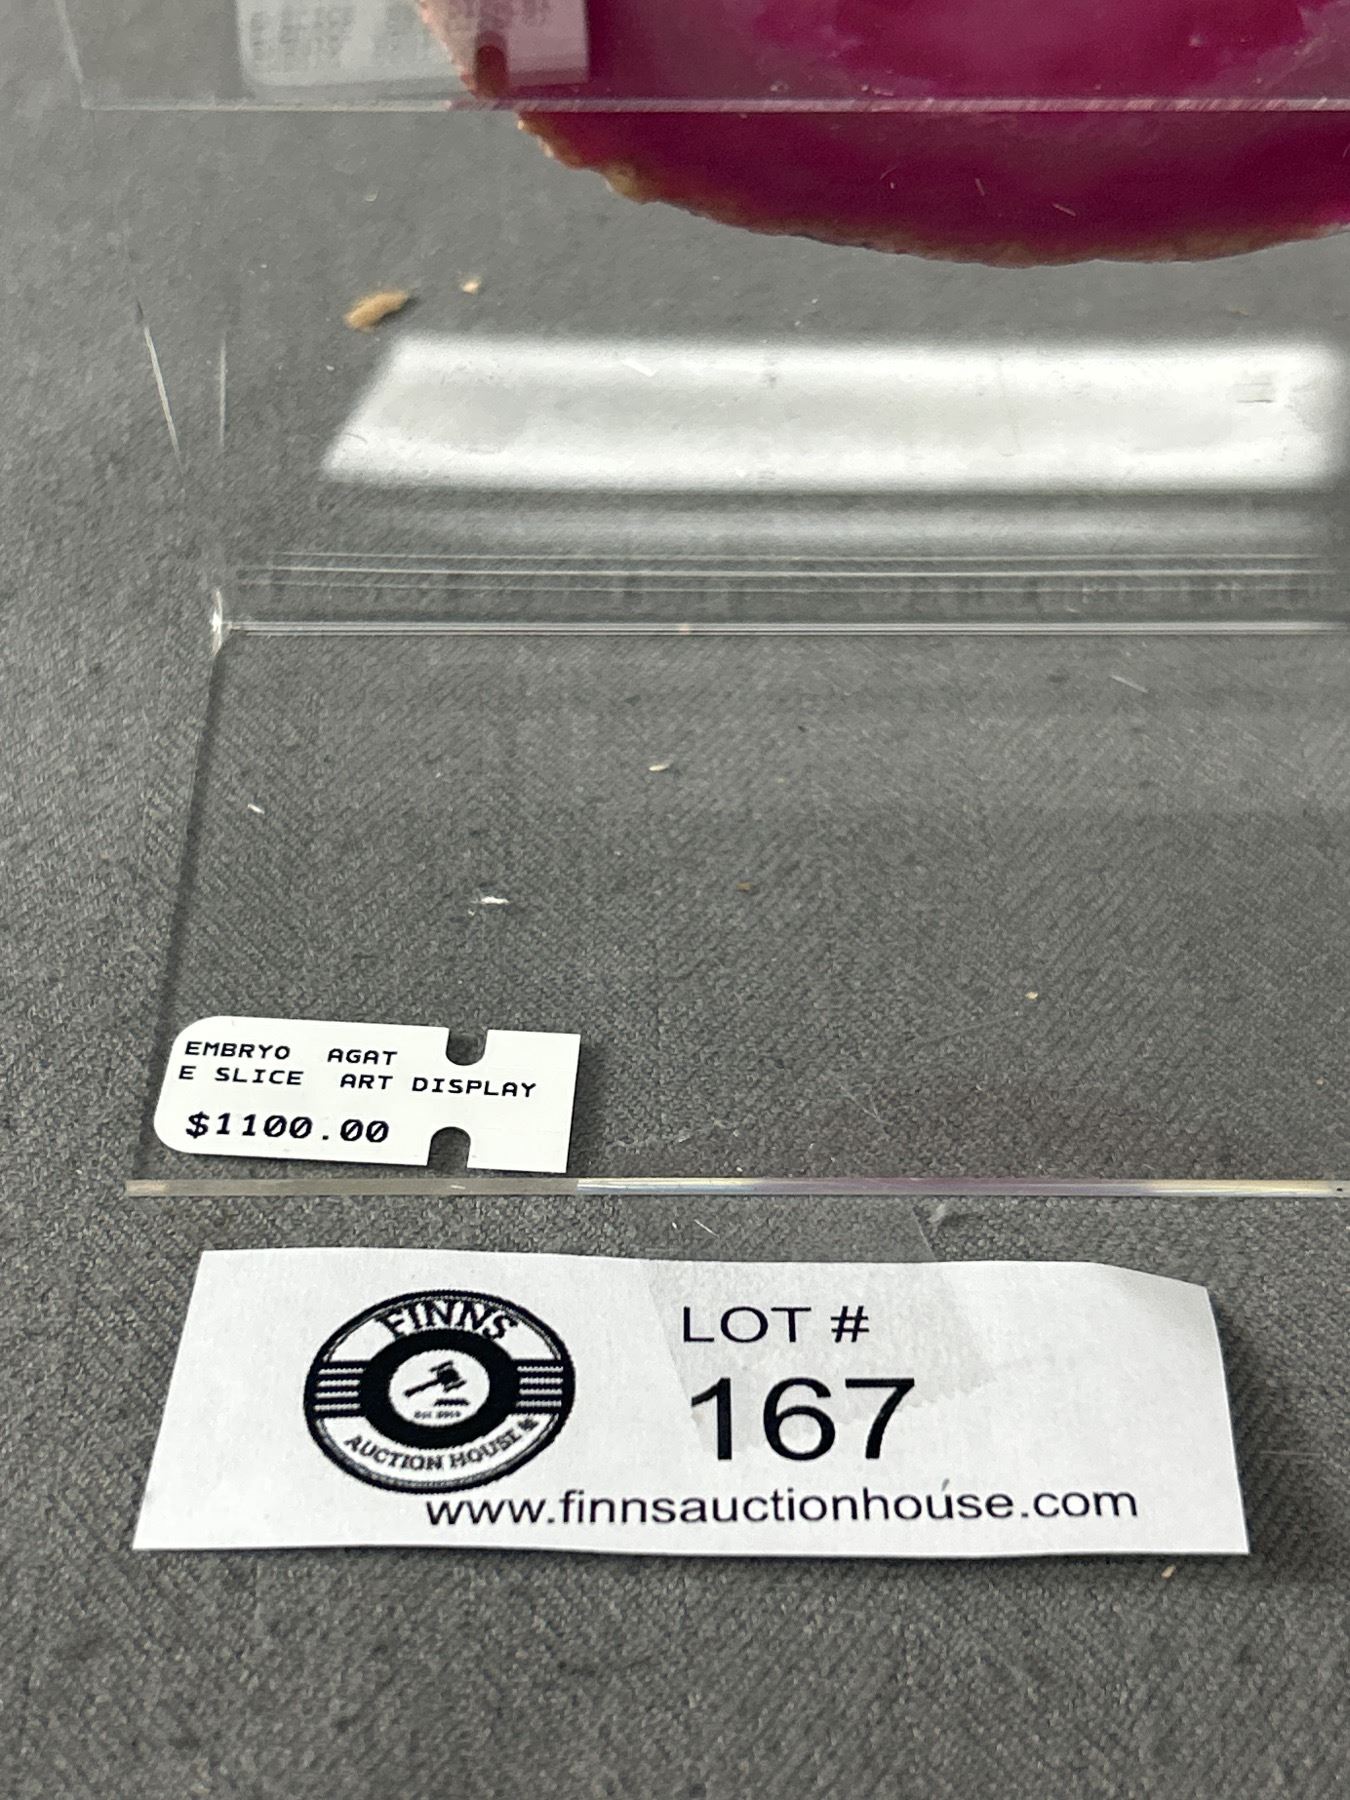 EMBRYO AGAT
E SLICE ART DISPLAY
$1100.00
FINNS
AUCTION HOUSE
LOT #
167
www.finnsauctionhouse.com